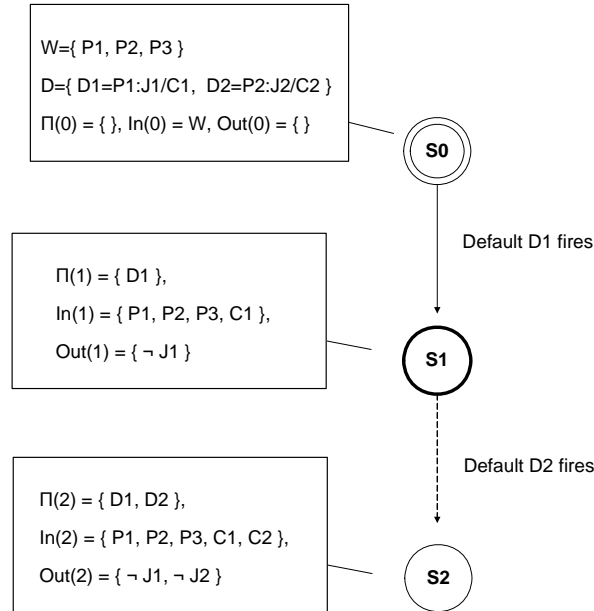 W={ P1, P2, P3 }
D={ D1=P1:J1/C1, D2=P2:J2/C2 }
Π(0) = { }, In(0) = W, Out(0) = { }
S0
Default D1 fires
Π(1) = { D1 },
In(1) = { P1, P2, P3, C1 },
Out(1) = { ¬ J1 }
S1
Default D2 fires
Π(2) = { D1, D2 },
In(2) = { P1, P2, P3, C1, C2 },
Out(2) = { ¬ J1, ¬ J2 }
S2